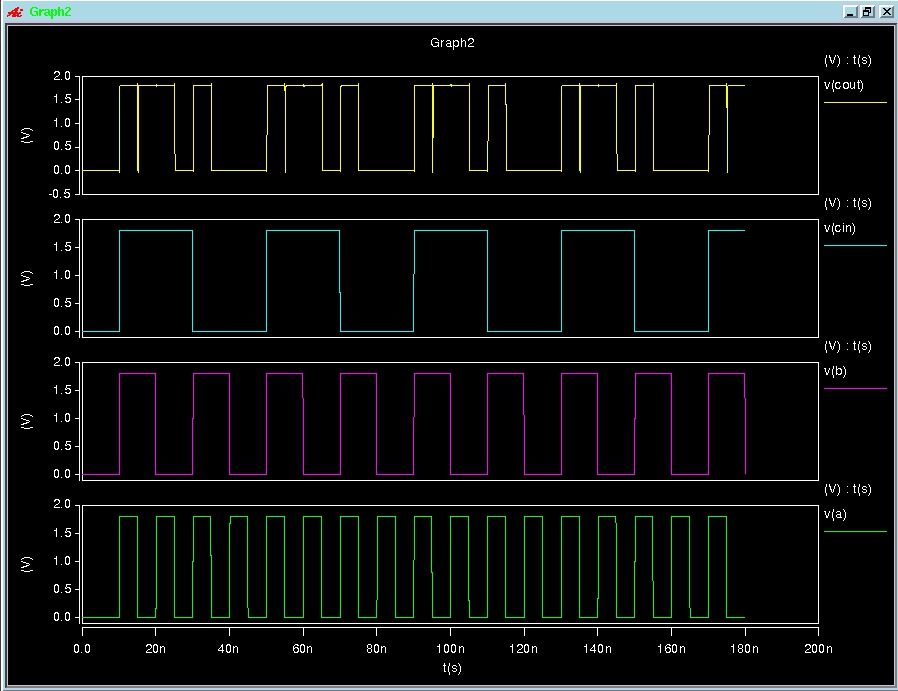 Graph2
Graph2
(V) : t(s)
2.0
v(cout)
1.5
1.0
(V)
0.5
0.0
-0.5
(V) : t(s)
2.0
v(cin)
1.5
1.0
(V)
0.5
0.0
(V) : t(s)
2.0
v(b)
1.5
1.0
(V)
0.5
0.0
(V) : t(s)
2.0
v(a)
1.5
1.0
(V)
0.5
0.0
0.0 20n 40n 60n 80n 100n 120n 140n 160n 180n 200n
t(s)